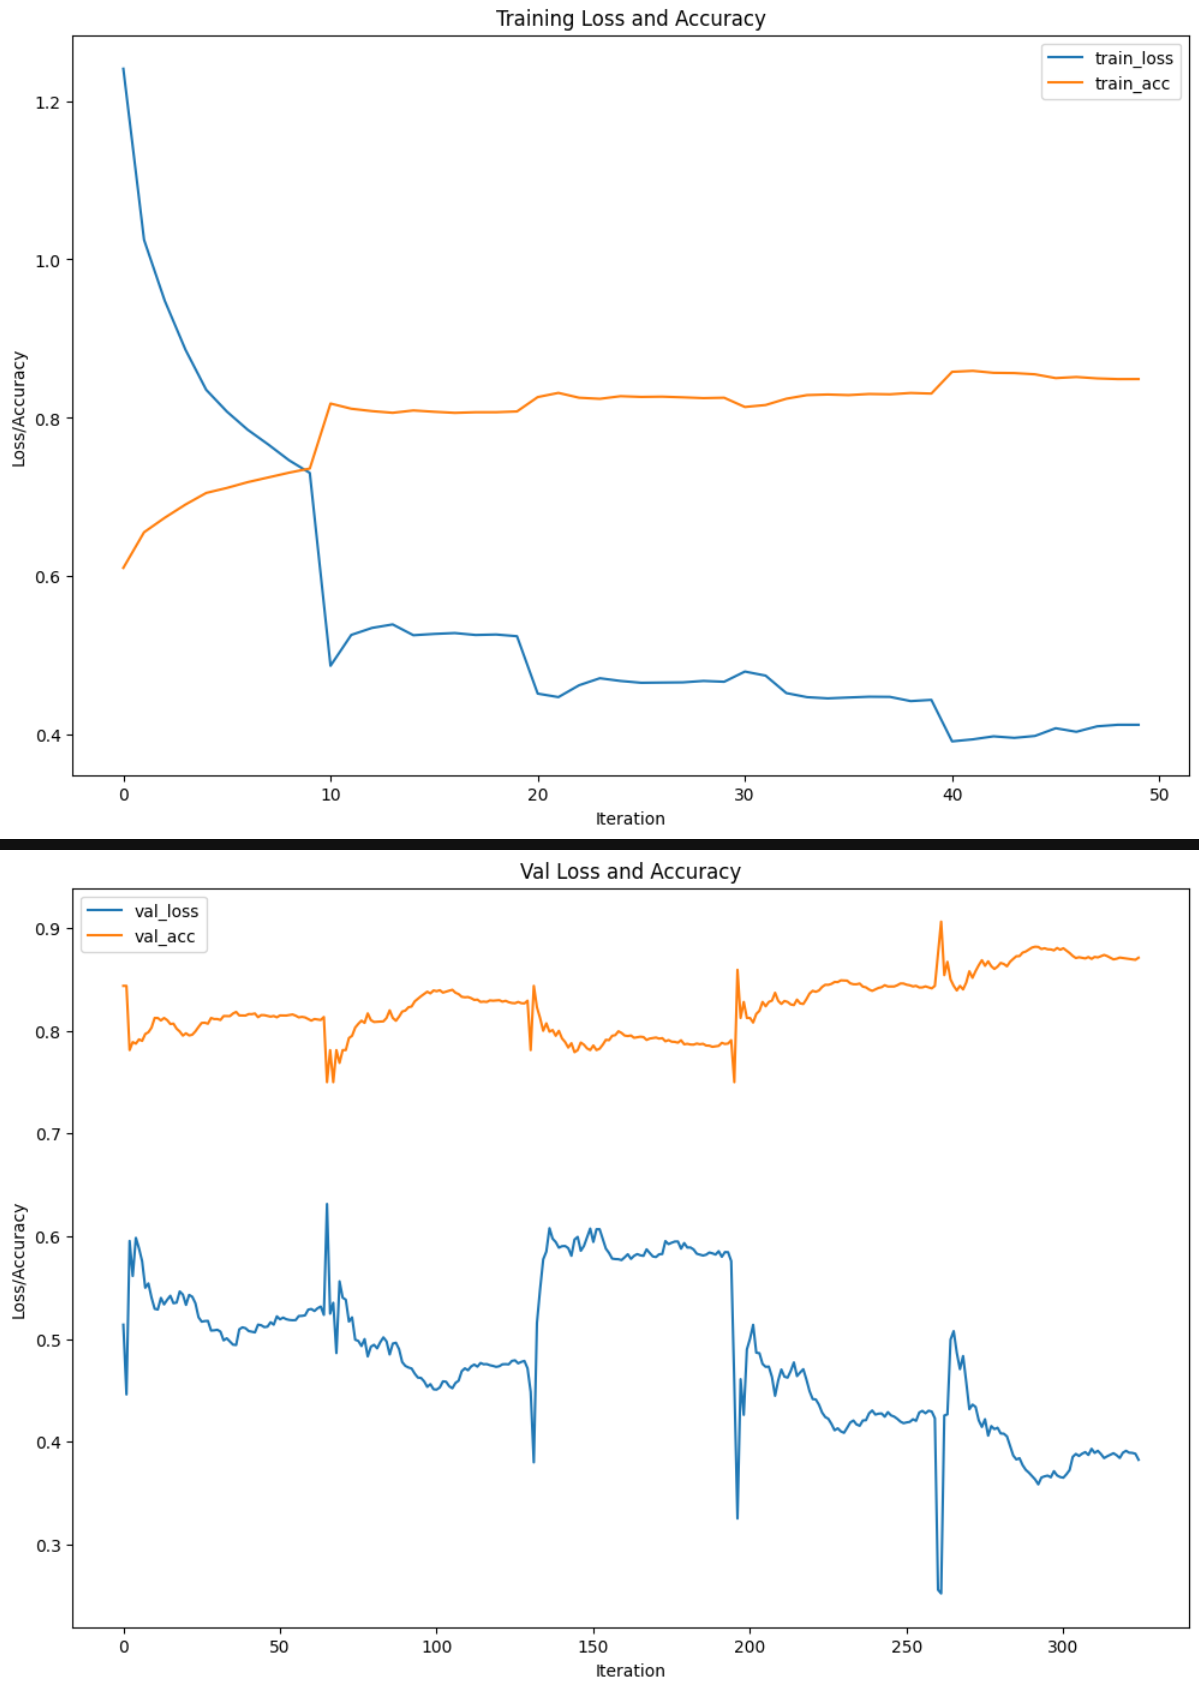 Training Loss and Accuracy
train_loss
train_acc
1.2
1.0
0.8
0.6
0.4
Loss/Accuracy
0 10 20 30 40 50
Iteration
Val Loss and Accuracy
val_loss
val_acc
0.9
0.8
0.7
0.6
0.5
0.4
0.3
Loss/Accuracy
0 50 100 150 200 250 300
Iteration